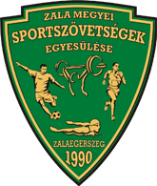 ZALA MEGYEI
SPORTSZÖVETSÉGEK
EGYESÜLÉSE
ZALAEGERSZEG
1990